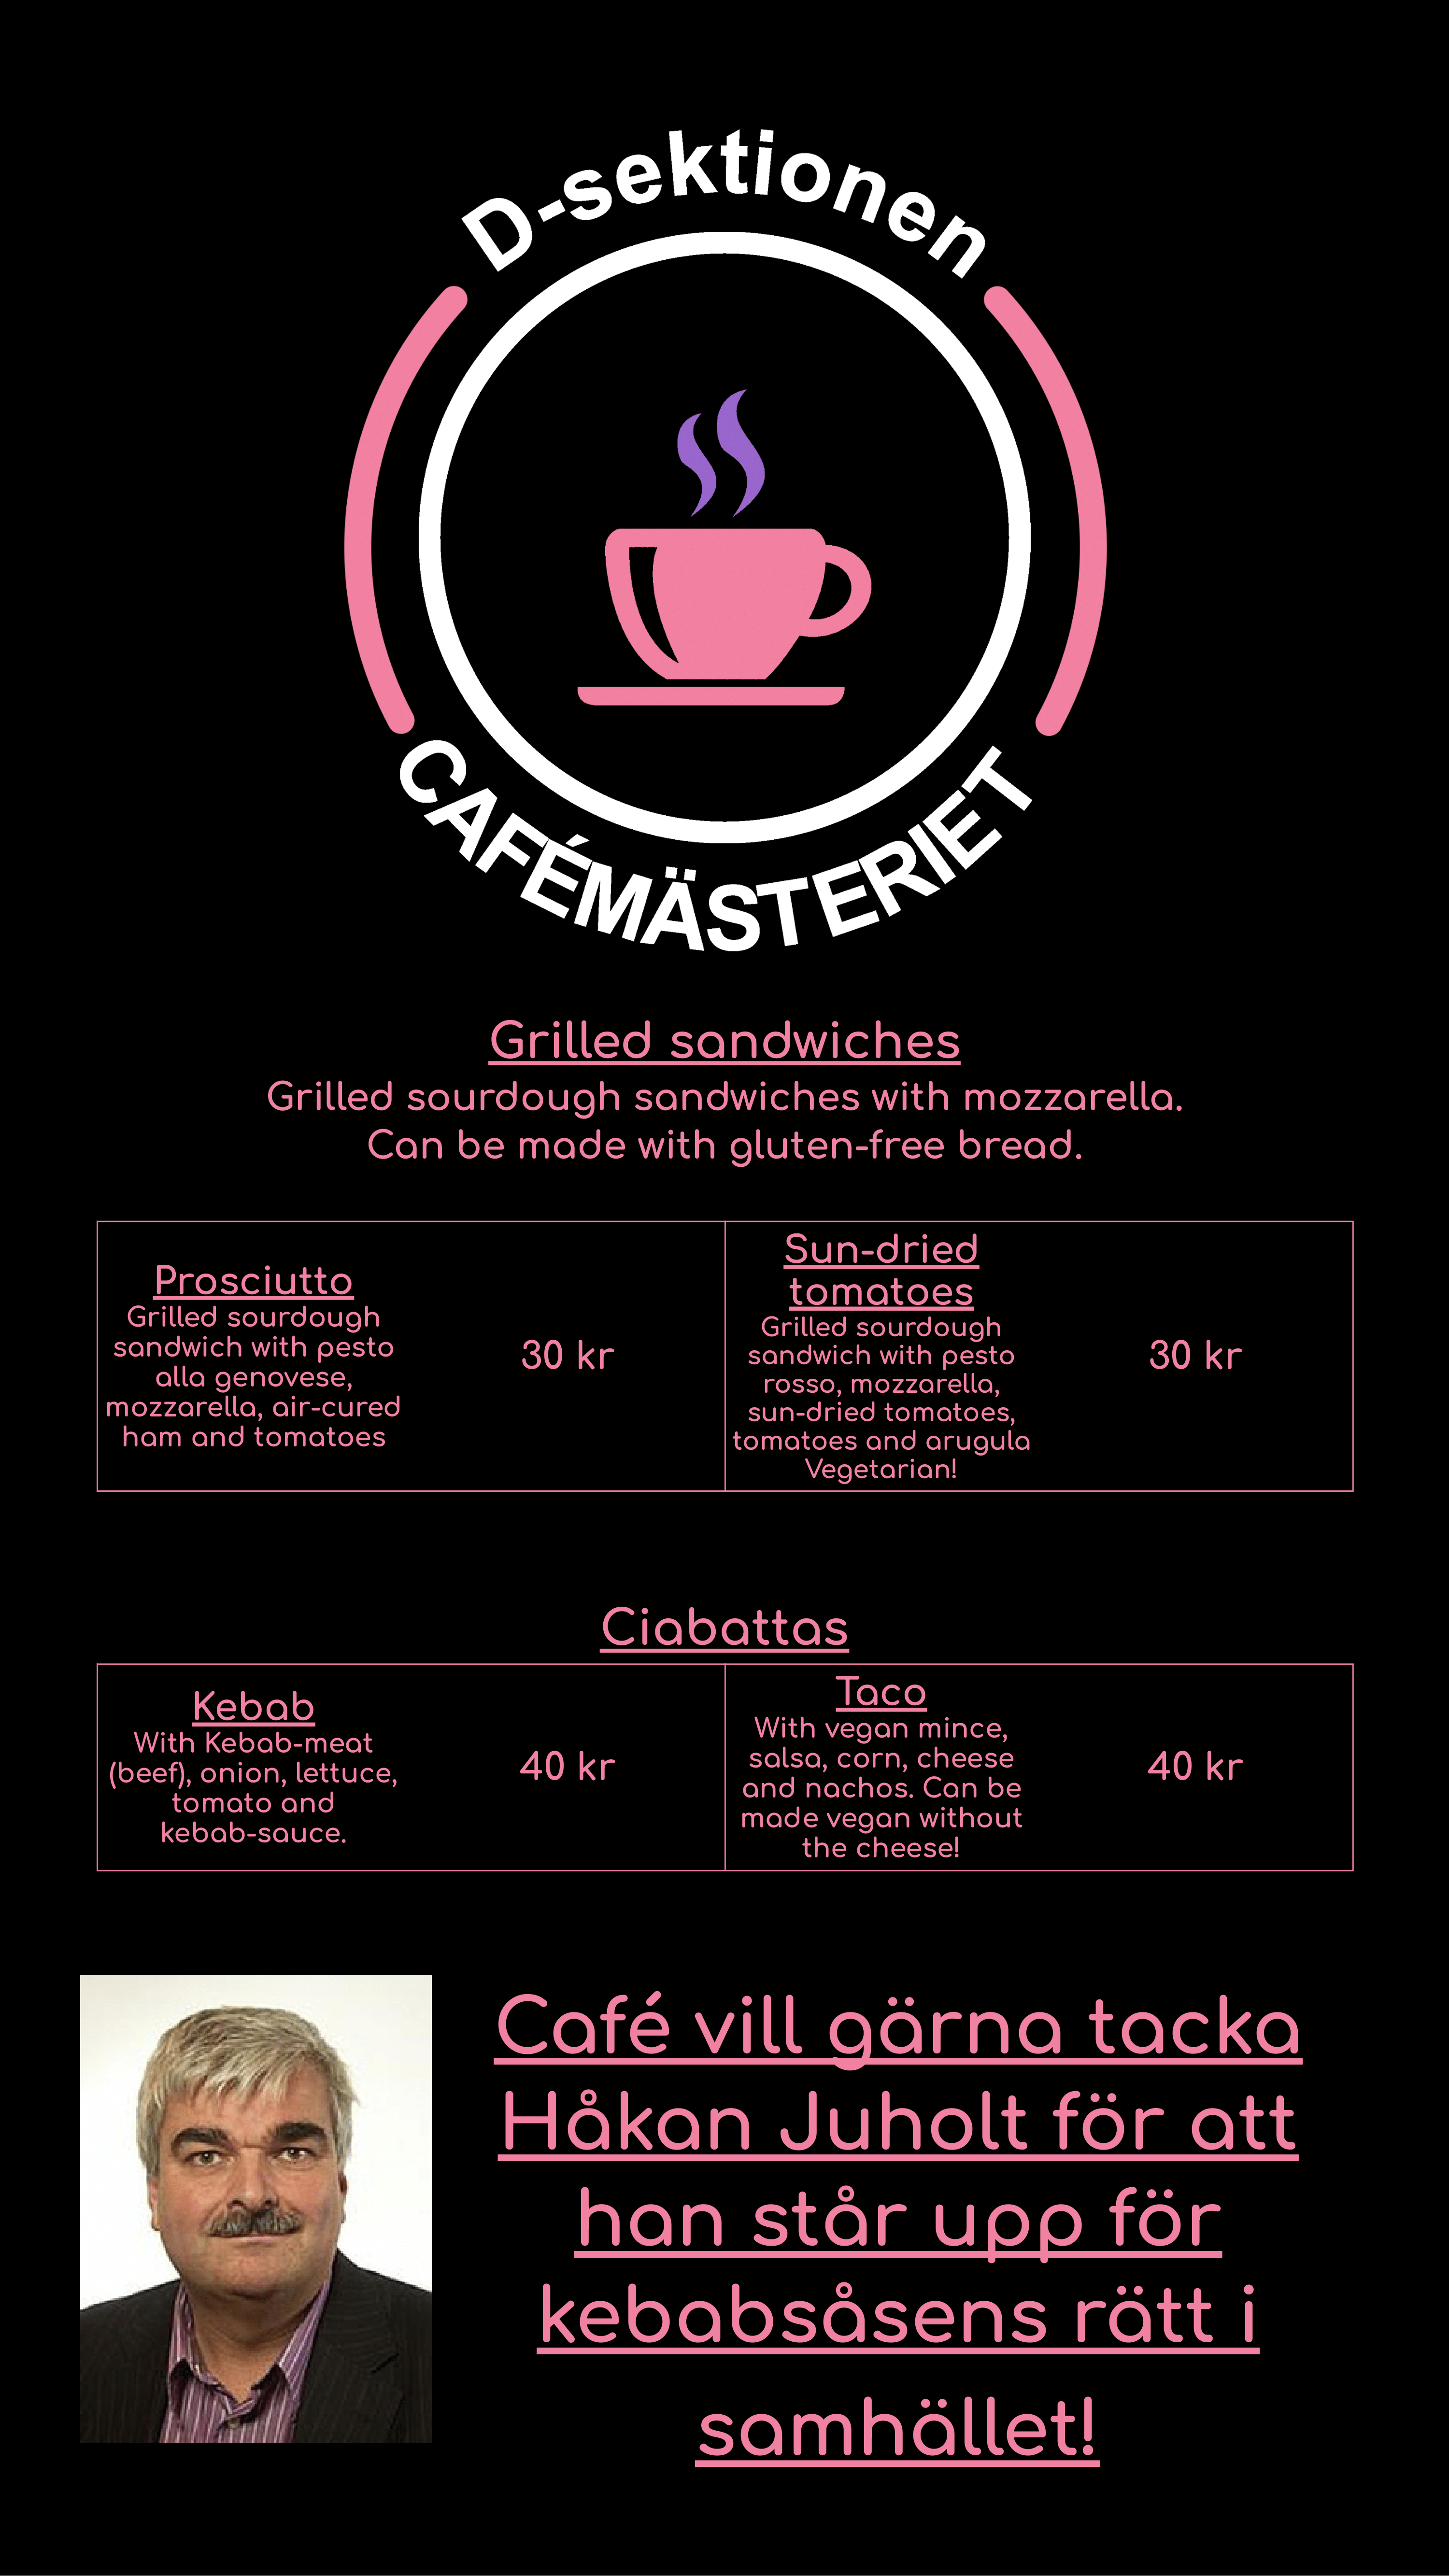 D-sektionen
CAFÉMÄSTERIET
Grilled sandwiches
Grilled sourdough sandwiches with mozzarella.
Can be made with gluten-free bread.
Prosciutto
Grilled sourdough
sandwich with pesto
alla genovese,
mozzarella, air-cured
ham and tomatoes
30 kr
Sun-dried
tomatoes
Grilled sourdough
sandwich with pesto
rosso, mozzarella,
sun-dried tomatoes,
tomatoes and arugula
Vegetarian!
30 kr
Ciabattas
Kebab
With Kebab-meat
(beef), onion, lettuce,
tomato and
kebab-sauce.
40 kr
Taco
With vegan mince,
salsa, corn, cheese
and nachos. Can be
made vegan without
the cheese!
40 kr
Café vill gärna tacka
Håkan Juholt för att
han står upp för
kebabsåsens rätt i
samhället!